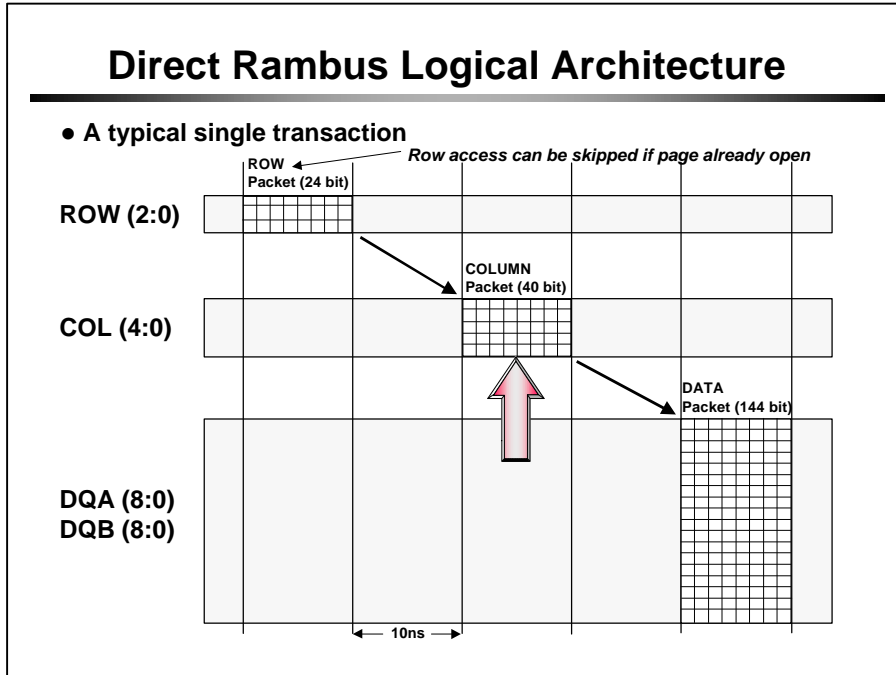 Direct Rambus Logical Architecture
● A typical single transaction
ROW
Packet (24 bit)
Row access can be skipped if page already open
ROW (2:0)
COLUMN
Packet (40 bit)
COL (4:0)
DATA
Packet (144 bit)
DQA (8:0)
DQB (8:0)
10ns